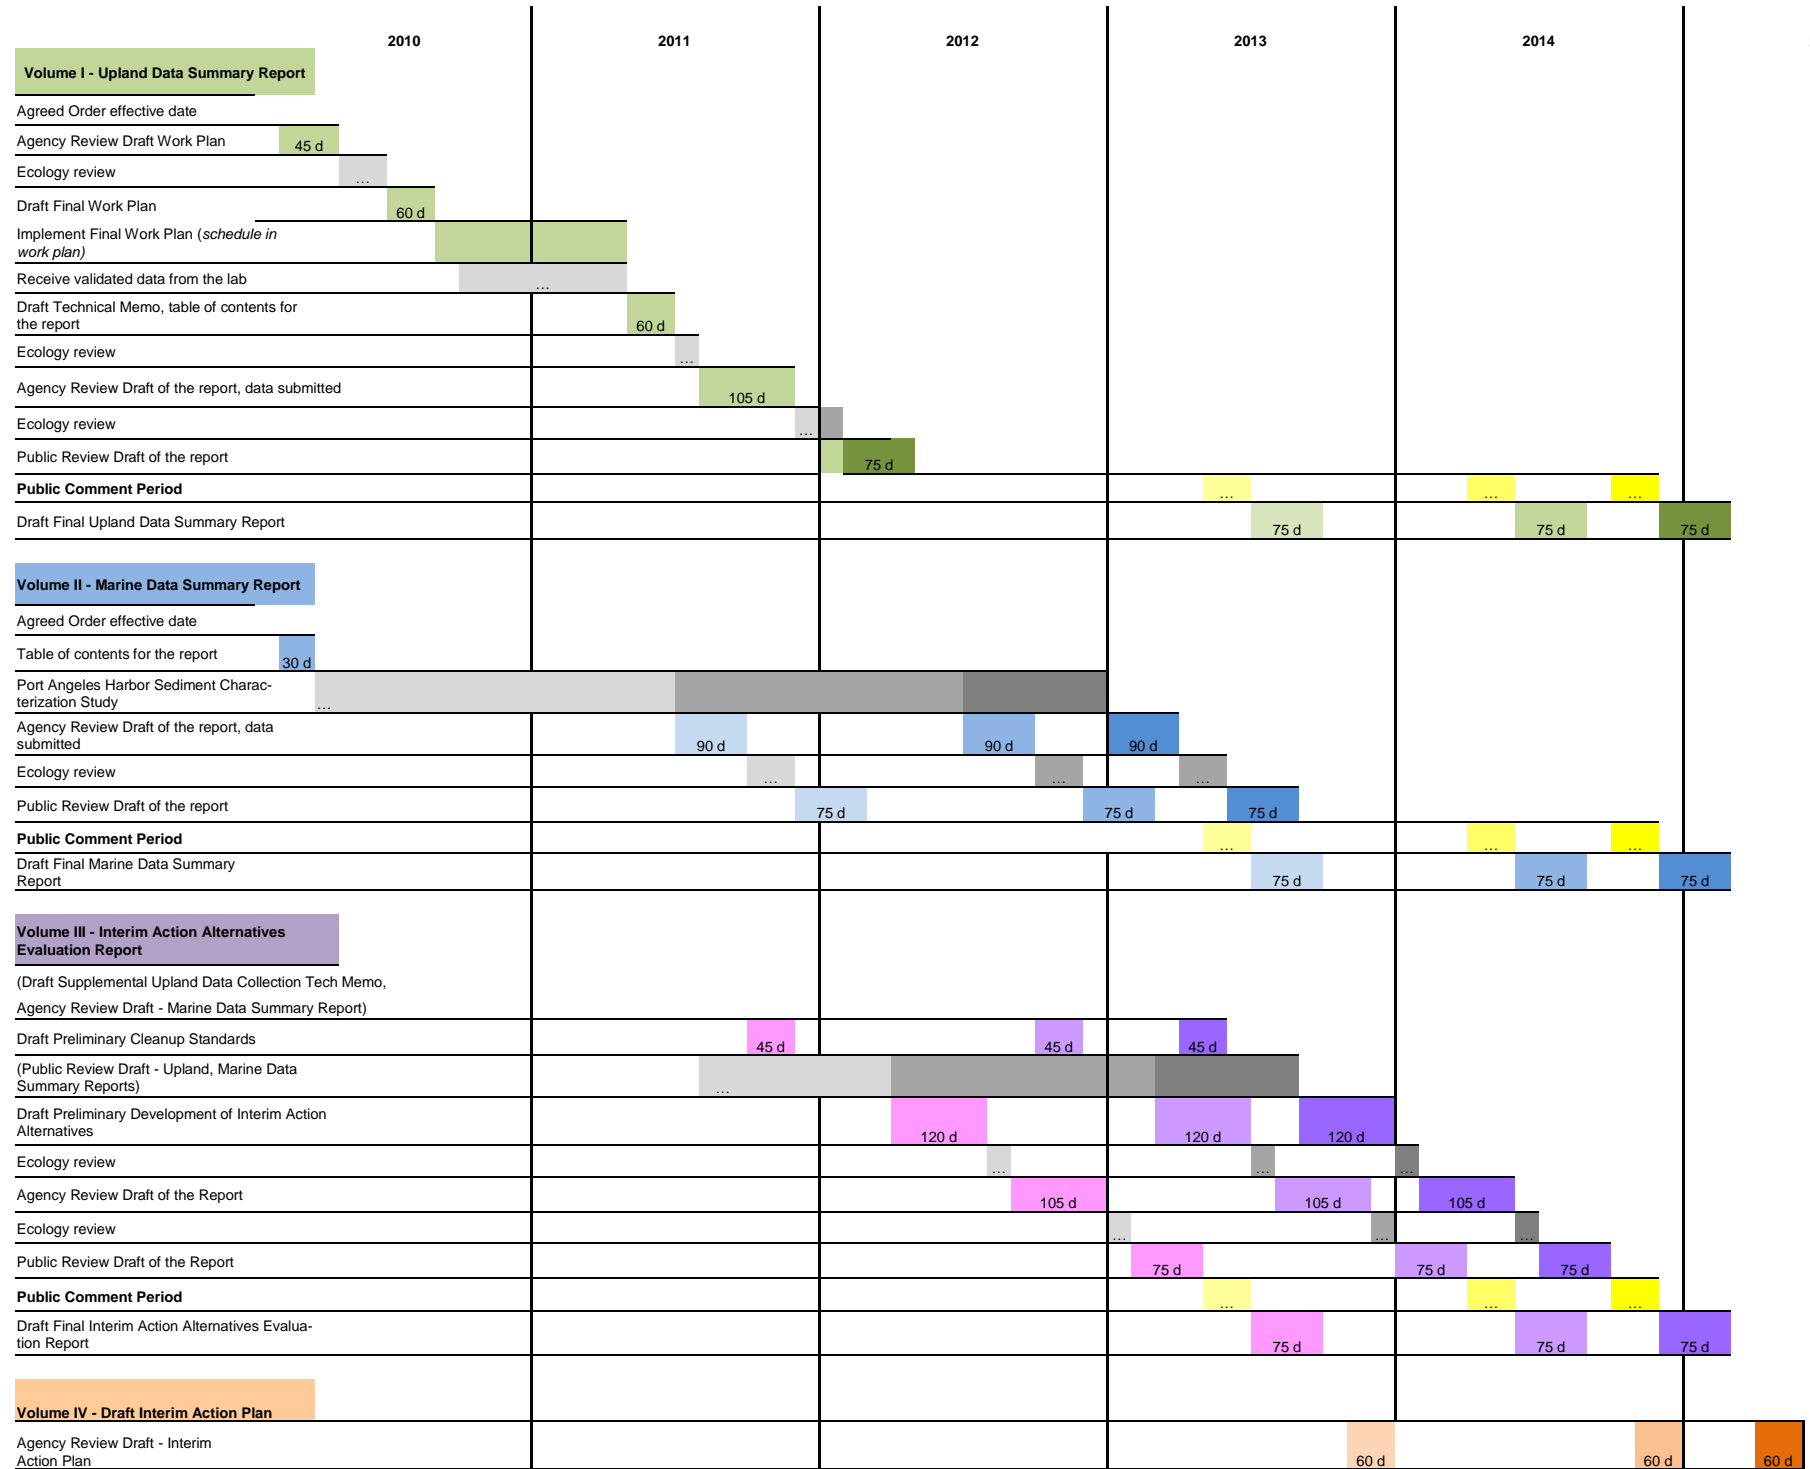 2010 2011 2012 2013 2014
Volume I - Upland Data Summary Report
Agreed Order effective date
Agency Review Draft Work Plan 45 d
Ecology review ...
Draft Final Work Plan 60 d
Implement Final Work Plan (schedule in
work plan)
Receive validated data from the lab ...
Draft Technical Memo, table of contents for
the report 60 d
Ecology review ...
Agency Review Draft of the report, data submitted 105 d
Ecology review ...
Public Review Draft of the report 75 d
Public Comment Period ... ... ...
Draft Final Upland Data Summary Report 75 d 75 d 75 d
Volume II - Marine Data Summary Report
Agreed Order effective date
Table of contents for the report 30 d
Port Angeles Harbor Sediment Charac-
terization Study ...
Agency Review Draft of the report, data
submitted 90 d 90 d 90 d
Ecology review ... ... ...
Public Review Draft of the report 75 d 75 d 75 d
Public Comment Period ... ... ...
Draft Final Marine Data Summary
Report 75 d 75 d 75 d
Volume III - Interim Action Alternatives
Evaluation Report
(Draft Supplemental Upland Data Collection Tech Memo,
Agency Review Draft - Marine Data Summary Report)
Draft Preliminary Cleanup Standards 45 d 45 d 45 d
(Public Review Draft - Upland, Marine Data
Summary Reports) ...
Draft Preliminary Development of Interim Action
Alternatives 120 d 120 d 120 d
Ecology review ... ... ...
Agency Review Draft of the Report 105 d 105 d 105 d
Ecology review ... ... ...
Public Review Draft of the Report 75 d 75 d 75 d
Public Comment Period ... ... ...
Draft Final Interim Action Alternatives Evalua-
tion Report 75 d 75 d 75 d
Volume IV - Draft Interim Action Plan
Agency Review Draft - Interim
Action Plan 60 d 60 d 60 d